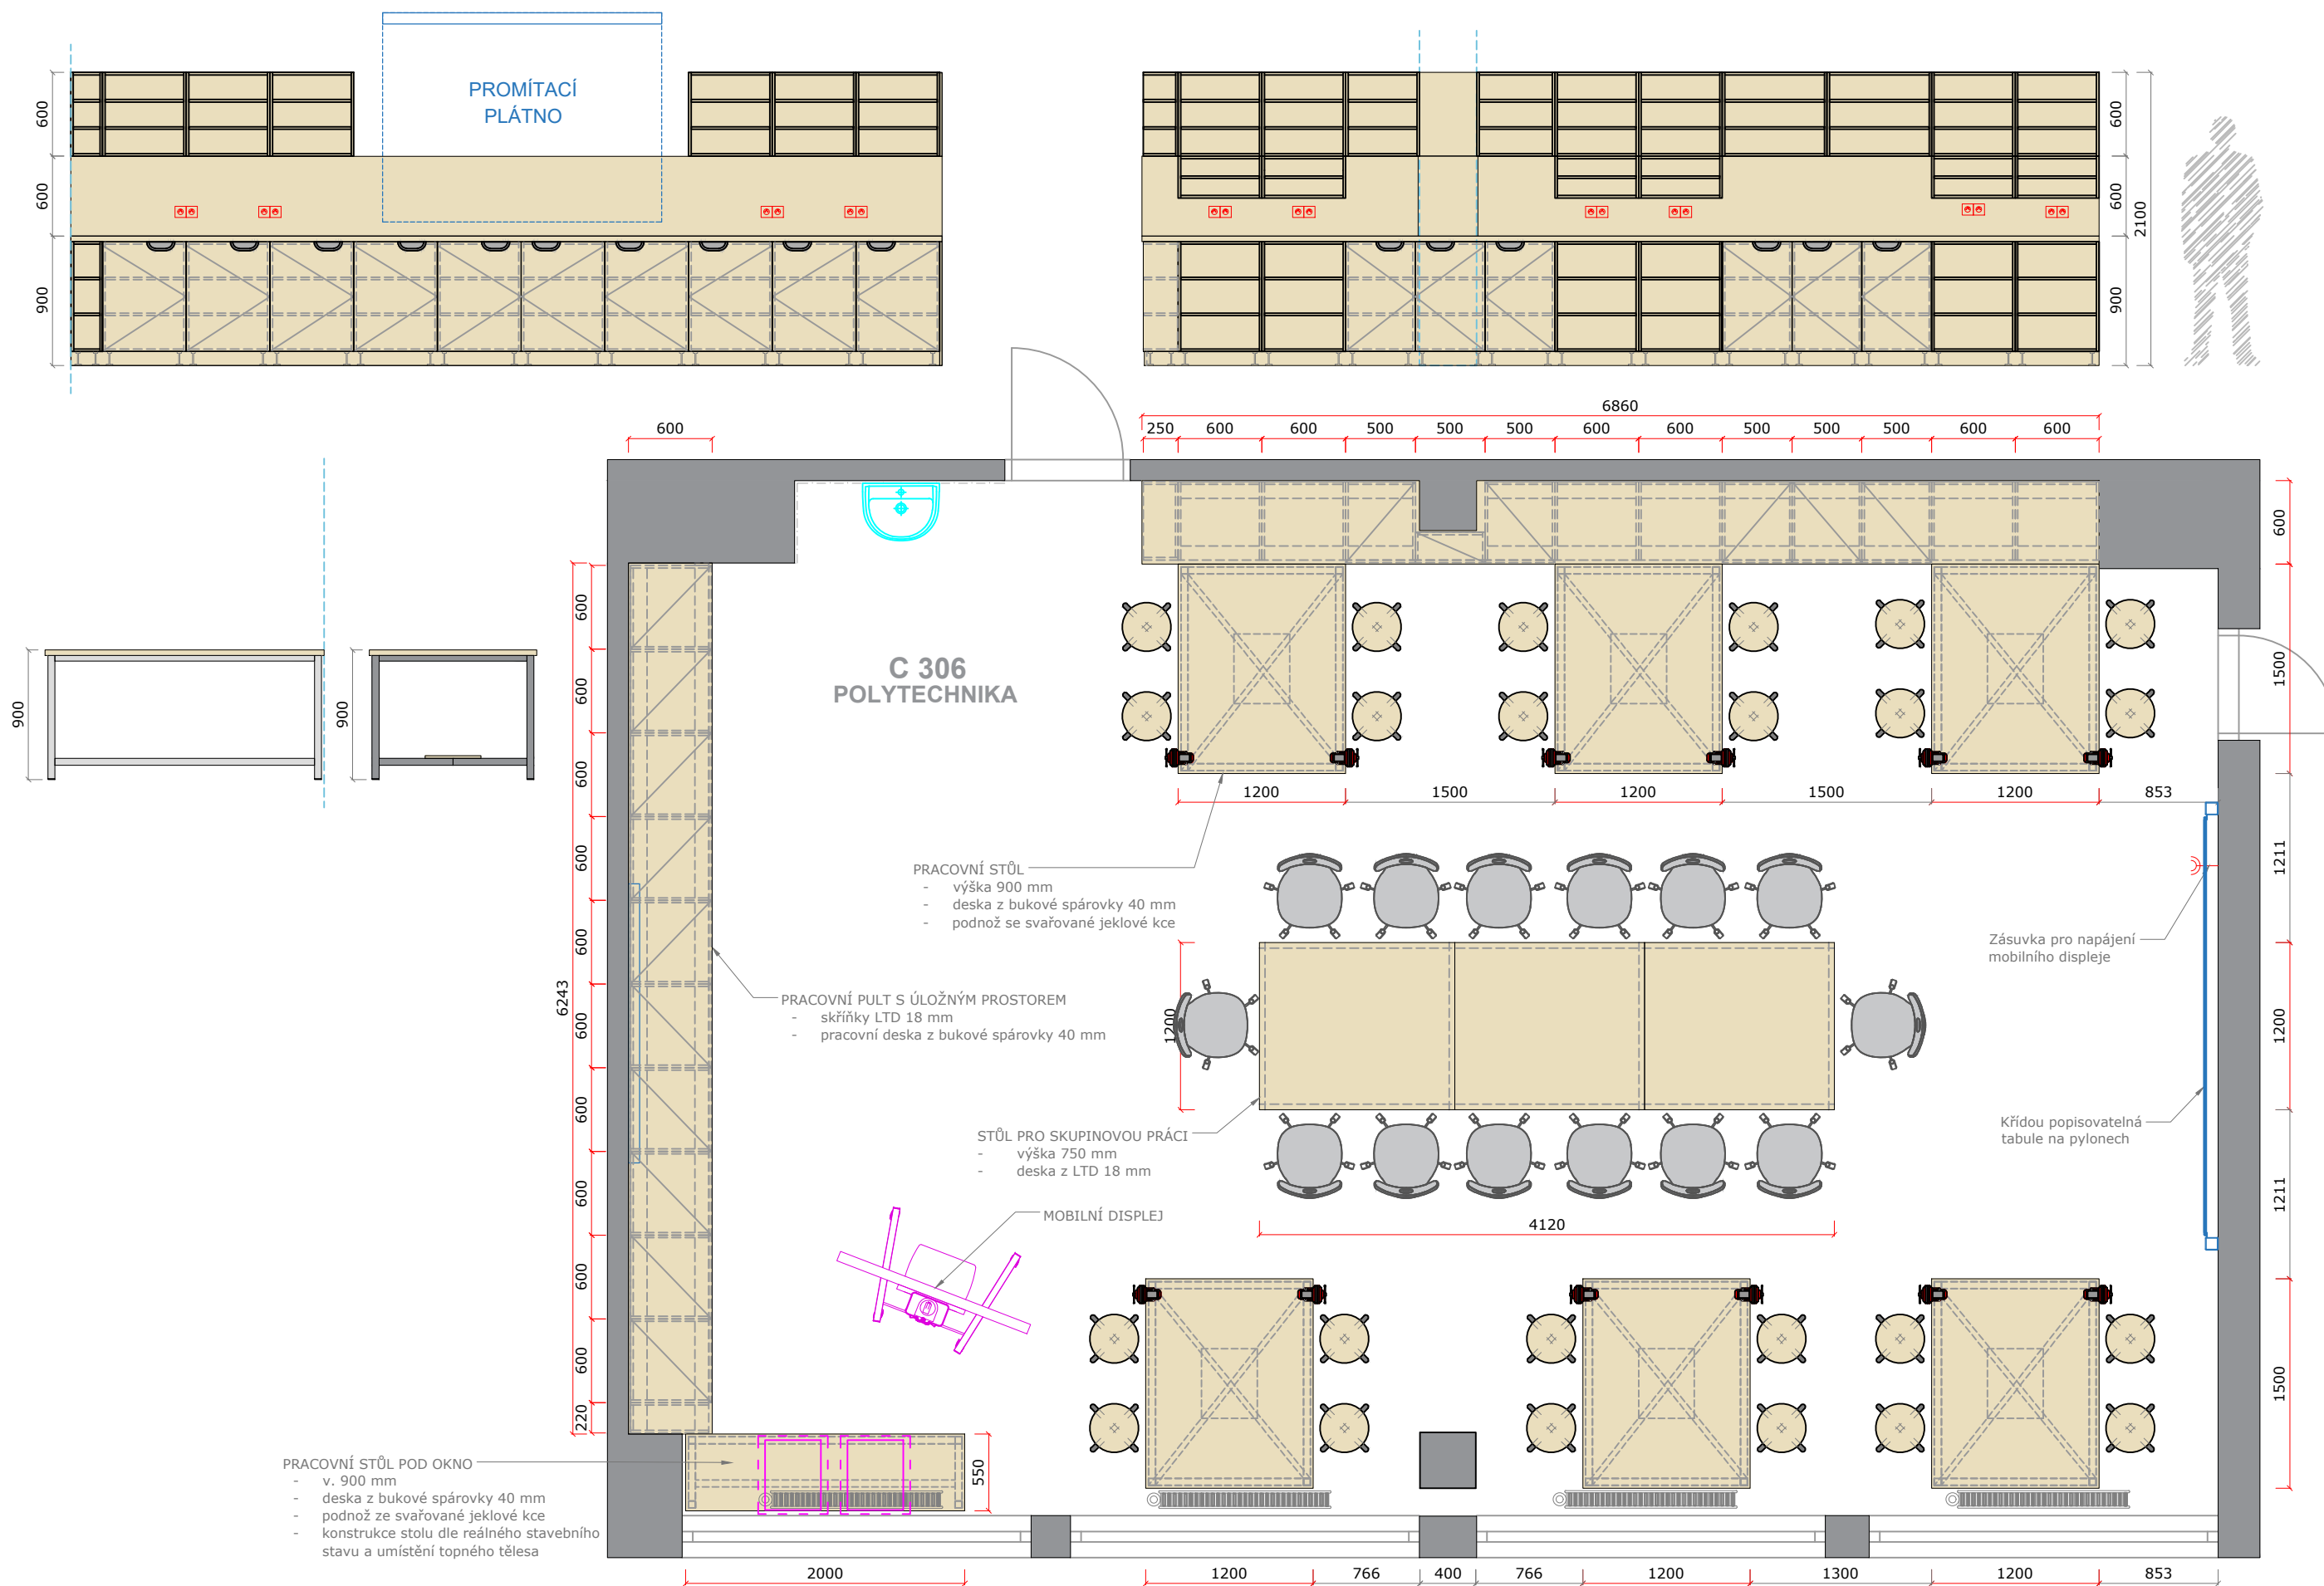 PROMÍTACÍ
PLÁTNO
600
600
900
600
600
900
2100
6860
600
250
600
600
500
500
500
600
600
500
500
500
600
600
900
900
C 306
POLYTECHNIKA
600
600
600
600
600
600
600
600
600
600
220
6243
600
1500
1211
1200
1211
1500
1200
1500
1200
1500
1200
853
PRACOVNÍ STŮL
- výška 900 mm
- deska z bukové spárovky 40 mm
- podnož se svařované jeklové kce
Zásuvka pro napájení
mobilního displeje
PRACOVNÍ PULT S ÚLOŽNÝM PROSTOREM
- skříňky LTD 18 mm
- pracovní deska z bukové spárovky 40 mm
1200
STŮL PRO SKUPINOVOU PRÁCI
- výška 750 mm
- deska z LTD 18 mm
Křídou popisovatelná
tabule na pylonech
MOBILNÍ DISPLEJ
4120
PRACOVNÍ STŮL POD OKNO
- v. 900 mm
- deska z bukové spárovky 40 mm
- podnož ze svařované jeklové kce
- konstrukce stolu dle reálného stavebního
stavu a umístění topného tělesa
550
2000
1200
766
400
766
1200
1300
1200
853